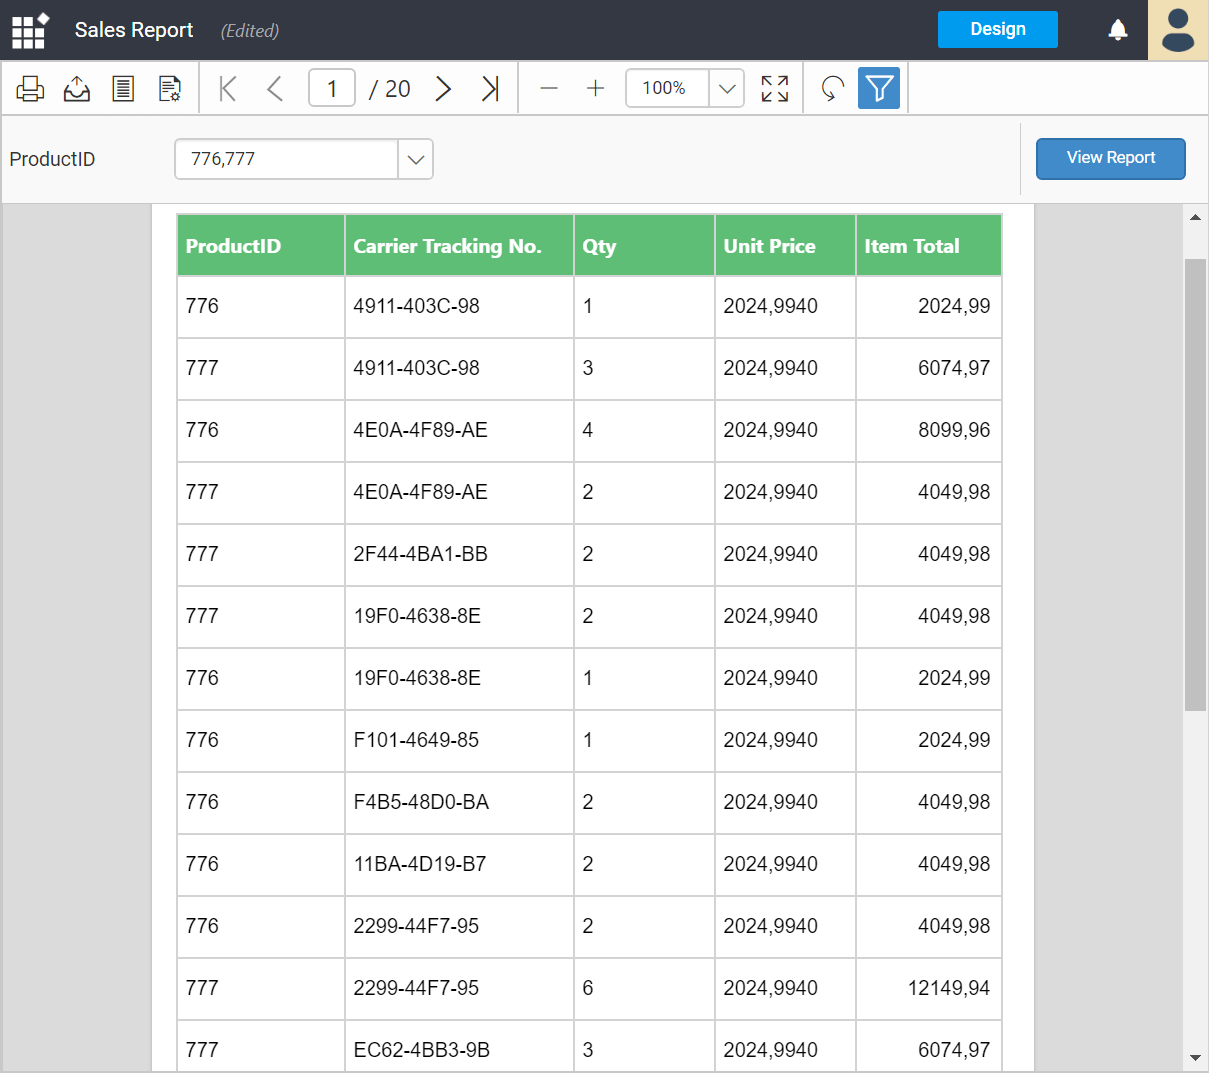 Sales Report (Edited) Design
1 / 20 100%
ProductID 776,777 View Report
ProductID Carrier Tracking No. Qty Unit Price Item Total
776 4911-403C-98 1 2024,9940 2024,99
777 4911-403C-98 3 2024,9940 6074,97
776 4E0A-4F89-AE 4 2024,9940 8099,96
777 4E0A-4F89-AE 2 2024,9940 4049,98
777 2F44-4BA1-BB 2 2024,9940 4049,98
777 19F0-4638-8E 2 2024,9940 4049,98
776 19F0-4638-8E 1 2024,9940 2024,99
776 F101-4649-85 1 2024,9940 2024,99
776 F4B5-48D0-BA 2 2024,9940 4049,98
776 11BA-4D19-B7 2 2024,9940 4049,98
776 2299-44F7-95 2 2024,9940 4049,98
777 2299-44F7-95 6 2024,9940 12149,94
777 EC62-4BB3-9B 3 2024,9940 6074,97